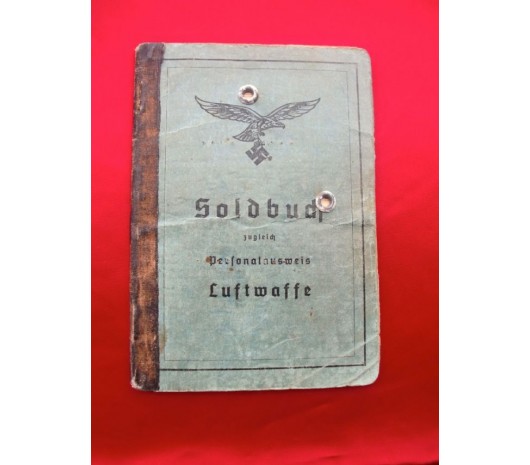 Soldbuch
zugleich
Personalausweis
Luftwaffe